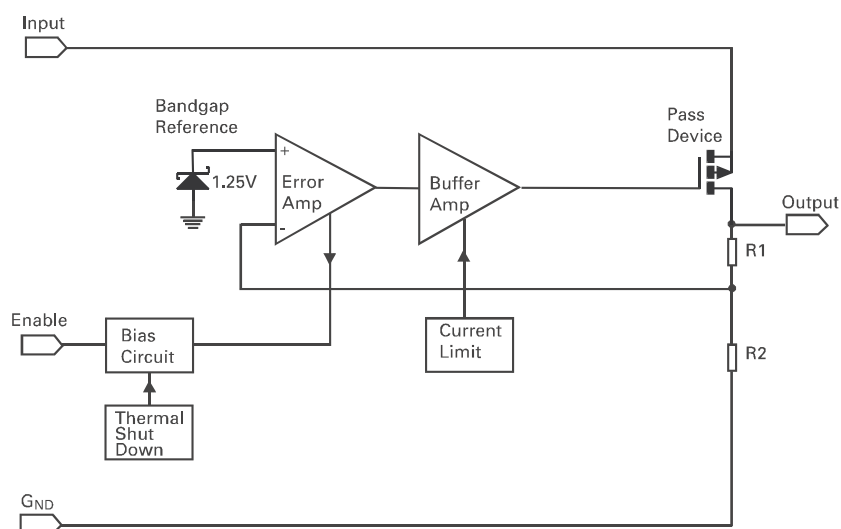 Input
Bandgap
Reference
Pass
Device
+
1.25V
Error
Amp
Buffer
Amp
-
Output
R1
Enable
Bias
Circuit
Current
Limit
R2
Thermal
Shut
Down
GND